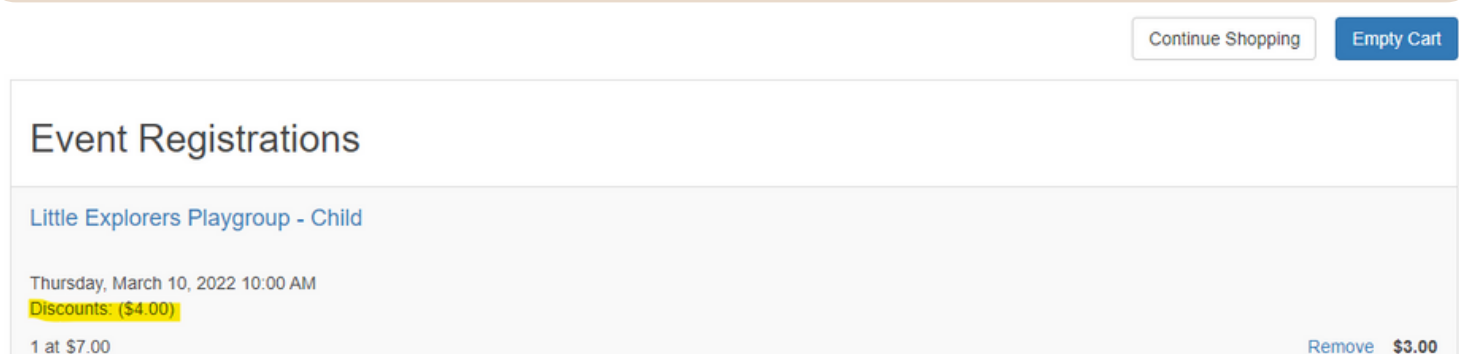 Continue Shopping Empty Cart
Event Registrations
Little Explorers Playgroup - Child
Thursday, March 10, 2022 10:00 AM
Discounts: ($4.00)
1 at $7.00 Remove $3.00